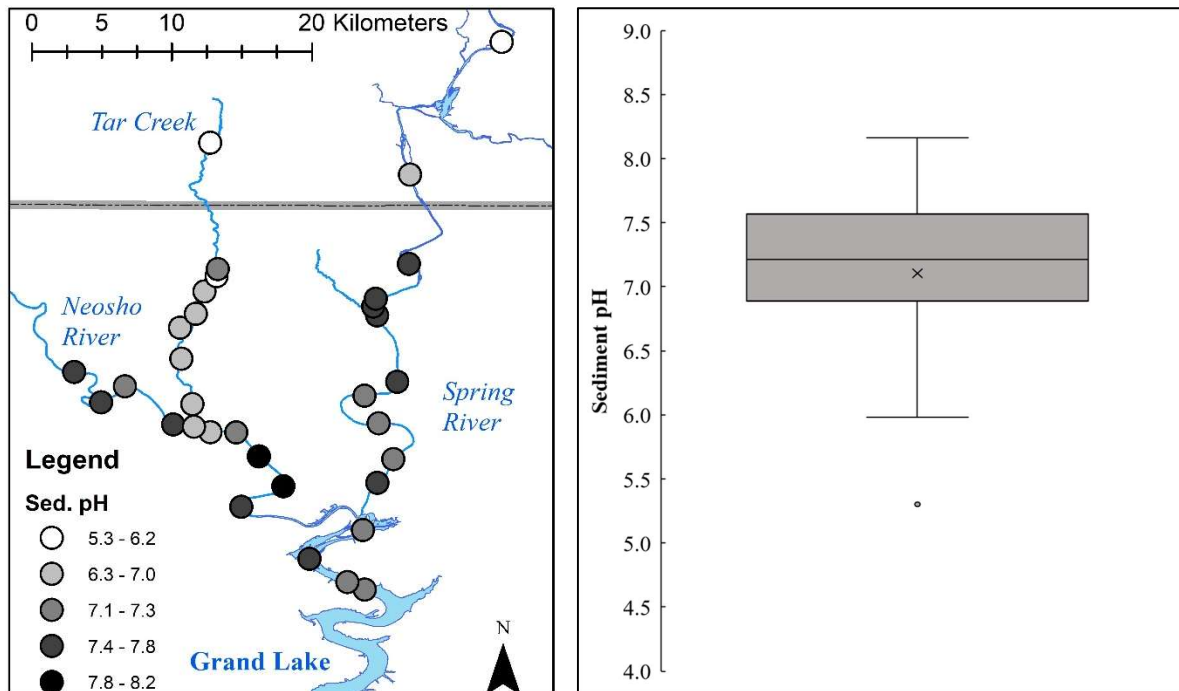 0 10 20 Kilometers
Tar Creek
Neosho
River
Spring
River
Legend
Sed. pH
5.3 - 6.2
6.3 - 7.0
7.1 - 7.3
7.4 - 7.8
7.8 - 8.2
Grand Lake
N
Sediment pH
9.0
8.5
8.0
7.5
7.0
6.5
6.0
5.5
5.0
4.5
4.0